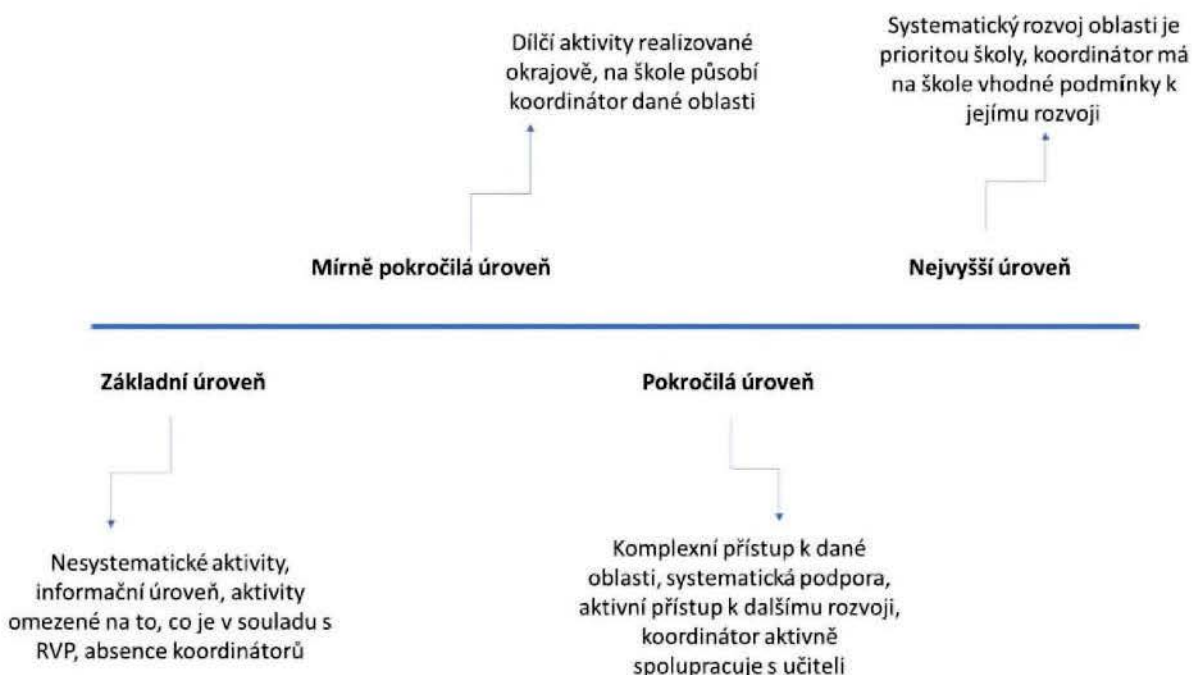 Dílčí aktivity realizované
okrajově, na škole působí
koordinátor dané oblasti
Systematický rozvoj oblasti je
prioritou školy, koordinátor má
na škole vhodné podmínky k
jejímu rozvoji
Mírně pokročilá úroveň
Nejvyšší úroveň
Základní úroveň
Pokročilá úroveň
Nesystematické aktivity,
informační úroveň, aktivity
omezené na to, co je v souladu s
RVP, absence koordinátorů
Komplexní přístup k dané
oblasti, systematická podpora,
aktivní přístup k dalšímu rozvoji,
koordinátor aktivně
spolupracuje s učiteli